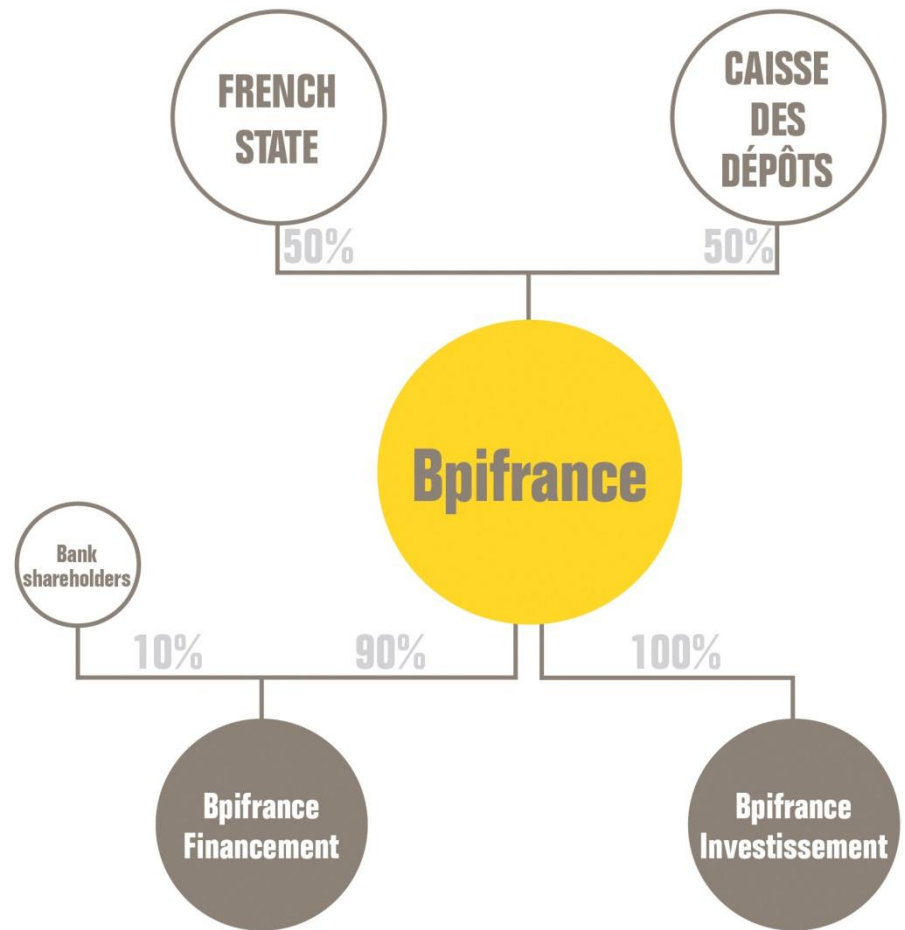 FRENCH
STATE
CAISSE
DES
DÉPÔTS
50%
50%
Bpifrance
Bank
shareholders
10%
90%
100%
Bpifrance
Financement
Bpifrance
Investissement